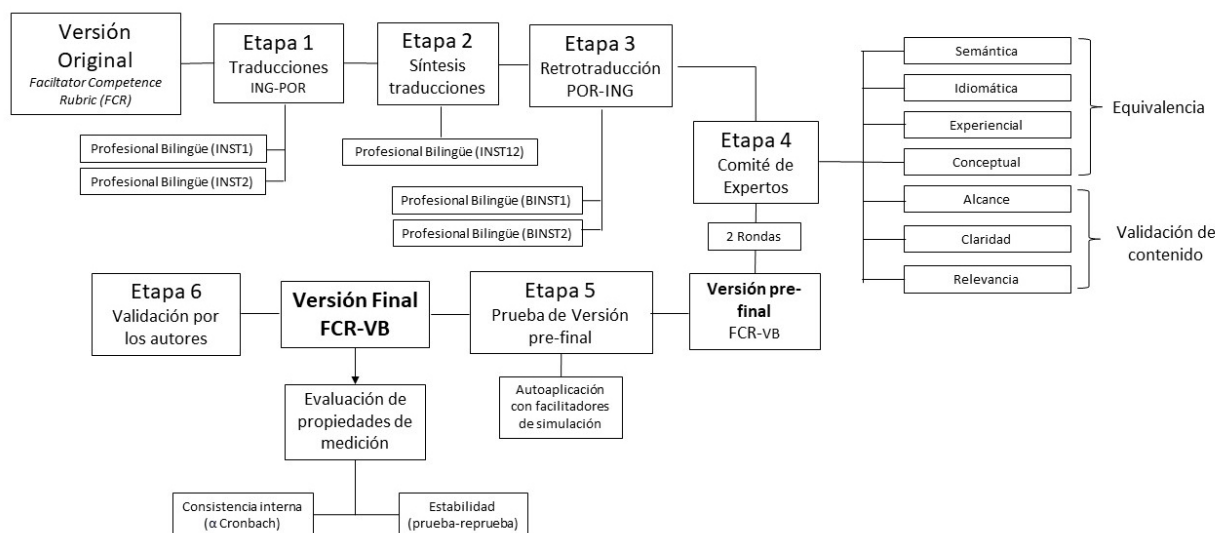 Versión
Original
Facilitator Competence
Rubric (FCR)
Etapa 1
Traducciones
ING-POR
Profesional Bilingüe (INST1)
Profesional Bilingüe (INST2)
Etapa 2
Síntesis
traducciones
Profesional Bilingüe (INST12)
Etapa 3
Retrotraducción
POR-ING
Profesional Bilingüe (BINST1)
Profesional Bilingüe (BINST2)
Etapa 4
Comité de
Expertos
2 Rondas
Semántica
Idiomática
Experiencial
Conceptual
Equivalencia
Alcance
Claridad
Relevancia
Validación de
contenido
Versión pre-
final
FCR-VB
Etapa 5
Prueba de Versión
pre-final
Autoaplicación
con facilitadores
de simulación
Versión Final
FCR-VB
Etapa 6
Validación por
los autores
Evaluación de
propiedades de
medición
Consistencia interna
(α Cronbach)
Estabilidad
(prueba-reprueba)